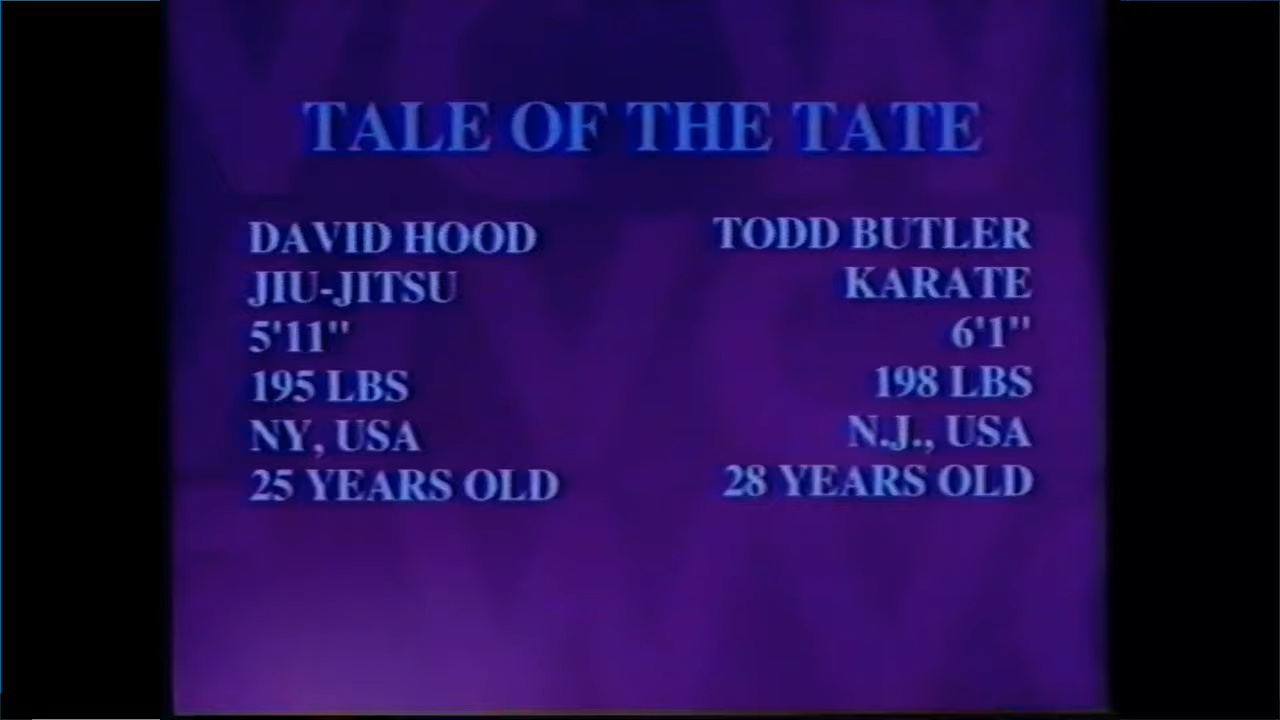 TALE OF THE TATE
DAVID HOOD
JIU-JITSU
5'11"
195 LBS
NY, USA
25 YEARS OLD
TODD BUTLER
KARATE
6'1"
198 LBS
N.J., USA
28 YEARS OLD